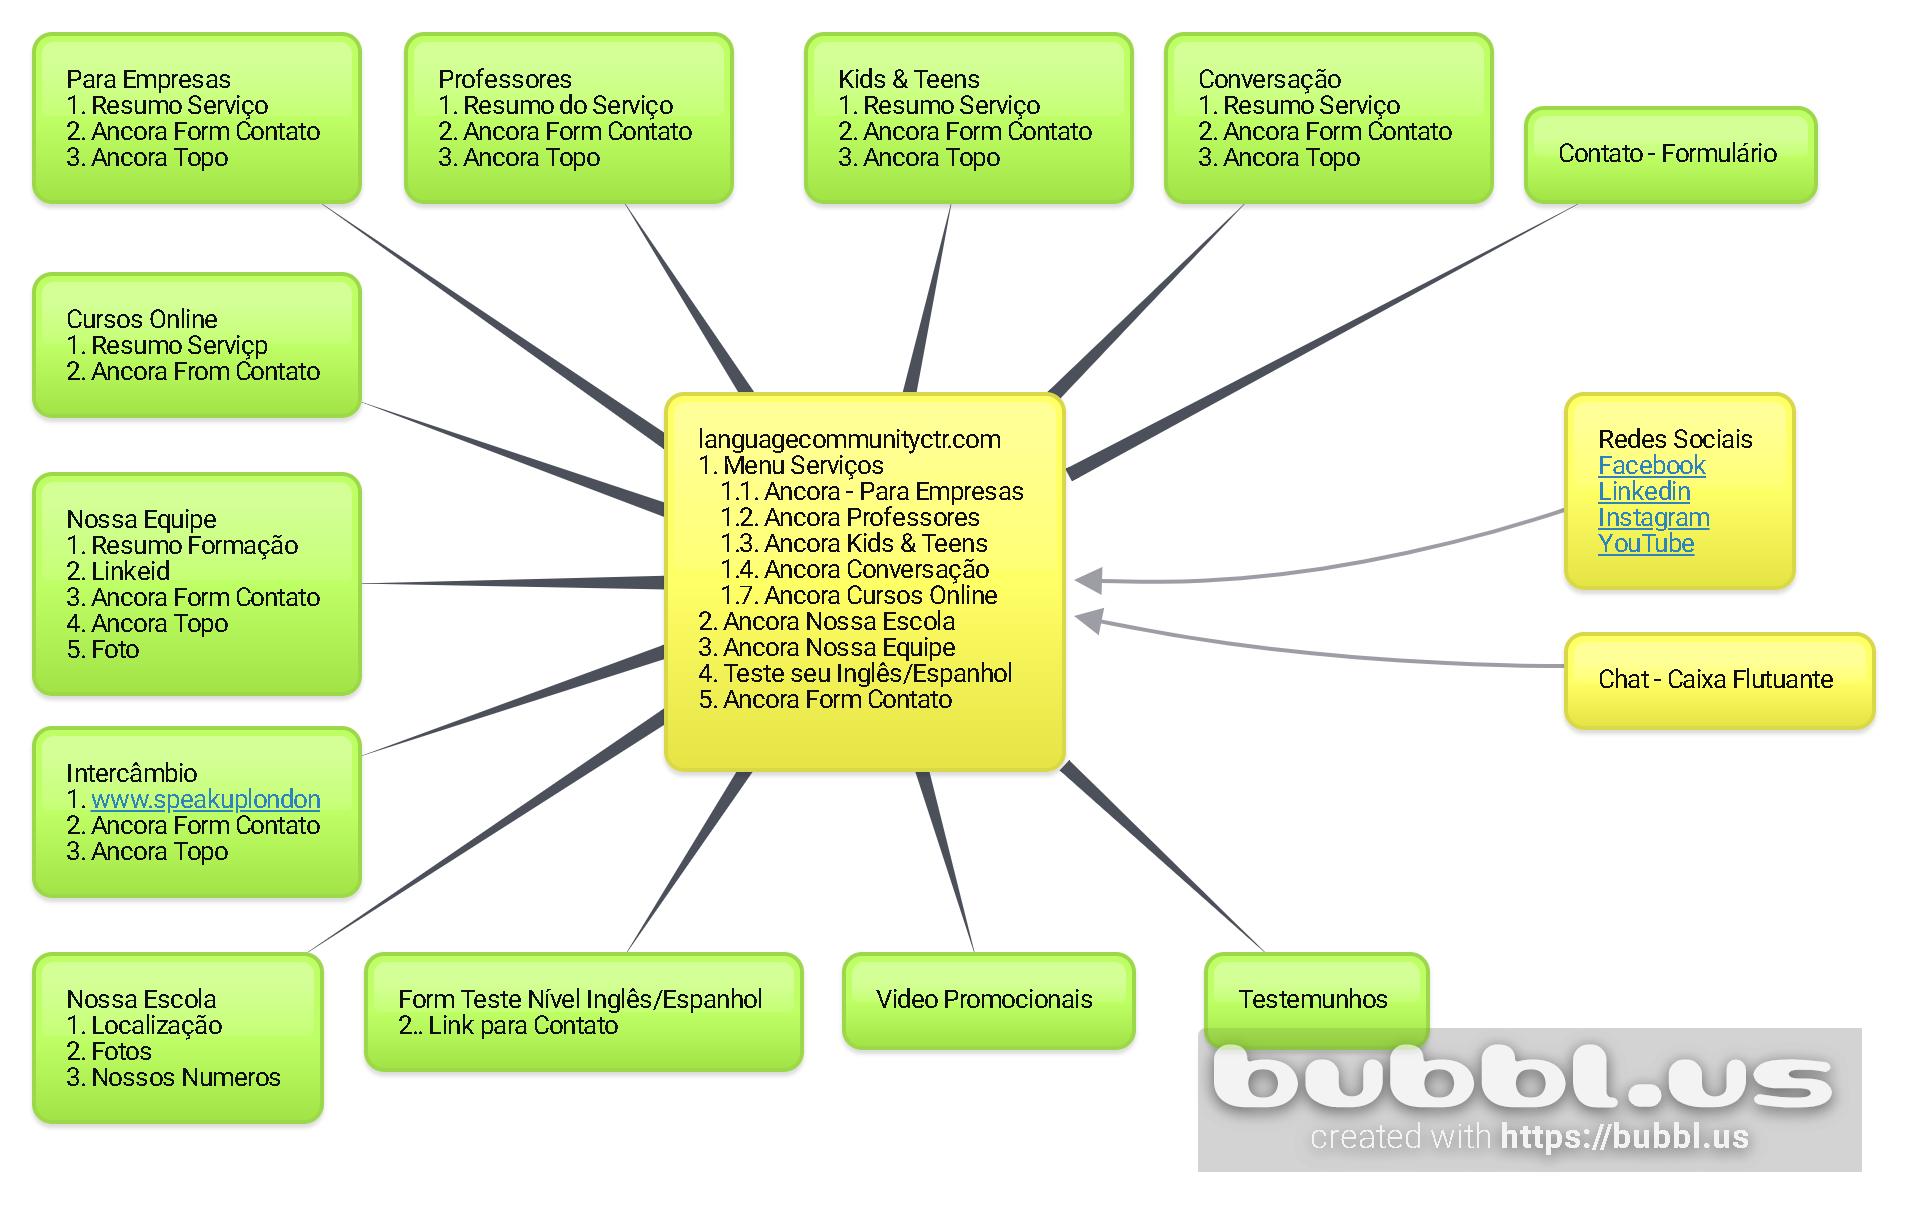 Para Empresas
1. Resumo Serviço
2. Ancora Form Contato
3. Ancora Topo
Professores
1. Resumo do Serviço
2. Ancora Form Contato
3. Ancora Topo
Kids & Teens
1. Resumo Serviço
2. Ancora Form Contato
3. Ancora Topo
Conversação
1. Resumo Serviço
2. Ancora Form Contato
3. Ancora Topo
Contato - Formulário
Cursos Online
1. Resumo Serviçp
2. Ancora From Contato
languagecommunityctr.com
1. Menu Serviços
1.1. Ancora - Para Empresas
1.2. Ancora Professores
1.3. Ancora Kids & Teens
1.4. Ancora Conversação
1.7. Ancora Cursos Online
2. Ancora Nossa Escola
3. Ancora Nossa Equipe
4. Teste seu Inglês/Espanhol
5. Ancora Form Contato
Redes Sociais
Facebook
Linkedin
Instagram
YouTube
Nossa Equipe
1. Resumo Formação
2. Linkeid
3. Ancora Form Contato
4. Ancora Topo
5. Foto
Chat - Caixa Flutuante
Intercâmbio
1. www.speakuplondon
2. Ancora Form Contato
3. Ancora Topo
Nossa Escola
1. Localização
2. Fotos
3. Nossos Numeros
Form Teste Nível Inglês/Espanhol
2.. Link para Contato
Video Promocionais
Testemunhos
bubbl.us
created with https://bubbl.us